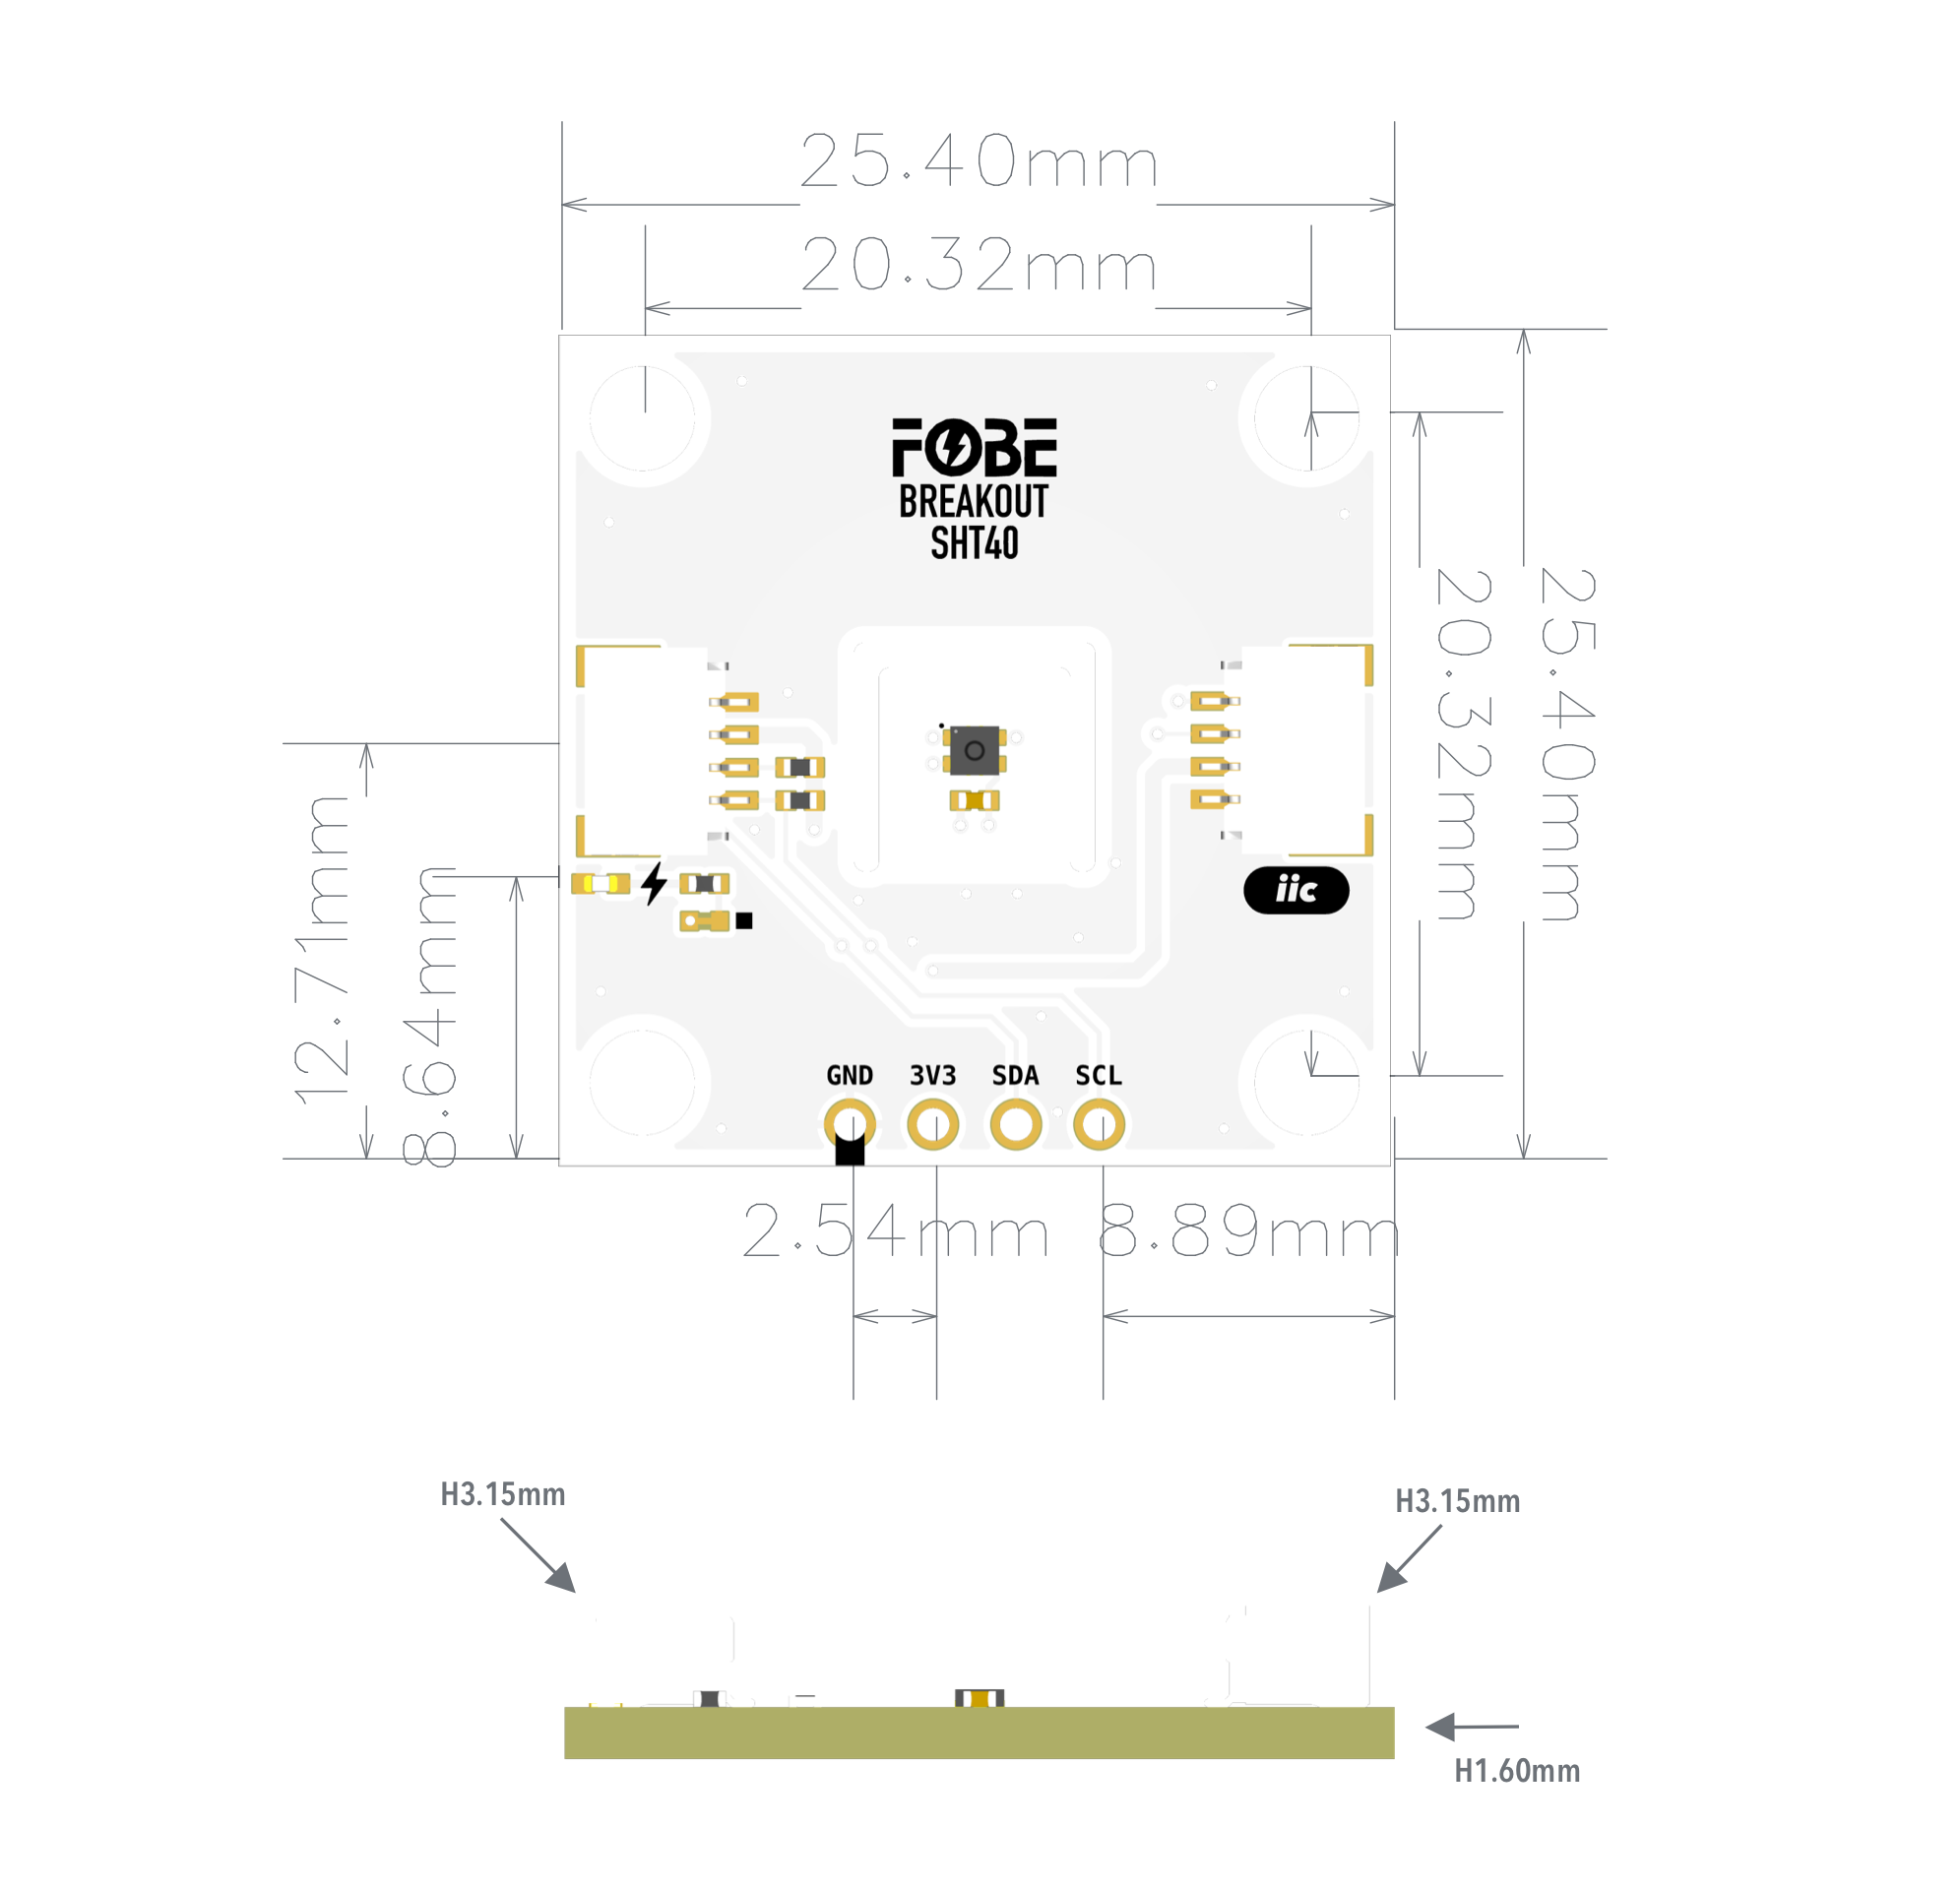 25.40mm
20.32mm
FOBE
BREAKOUT
SHT40
20.32mm
25.40mm
12.71mm
8.64mm
iic
GND 3V3 SDA SCL
2.54mm 8.89mm
H3.15mm
H3.15mm
H1.60mm